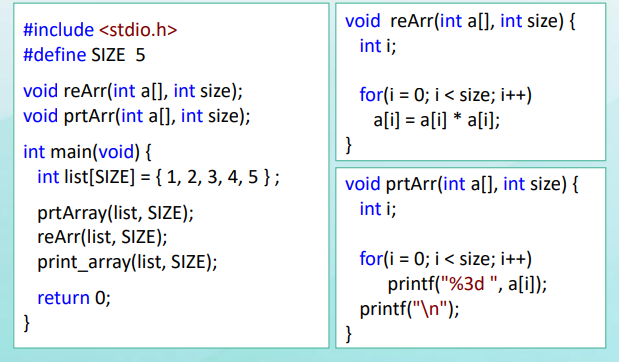 #include <stdio.h>
#define SIZE 5
void reArr(int a[], int size);
void prtArr(int a[], int size);
int main(void) {
int list[SIZE] = { 1, 2, 3, 4, 5 } ;
prtArray(list, SIZE);
reArr(list, SIZE);
print_array(list, SIZE);
return 0;
}
void reArr(int a[], int size) {
int i;
for(i = 0; i < size; i++)
a[i] = a[i] * a[i];
}
void prtArr(int a[], int size) {
int i;
for(i = 0; i < size; i++)
printf("%3d ", a[i]);
printf("\n");
}